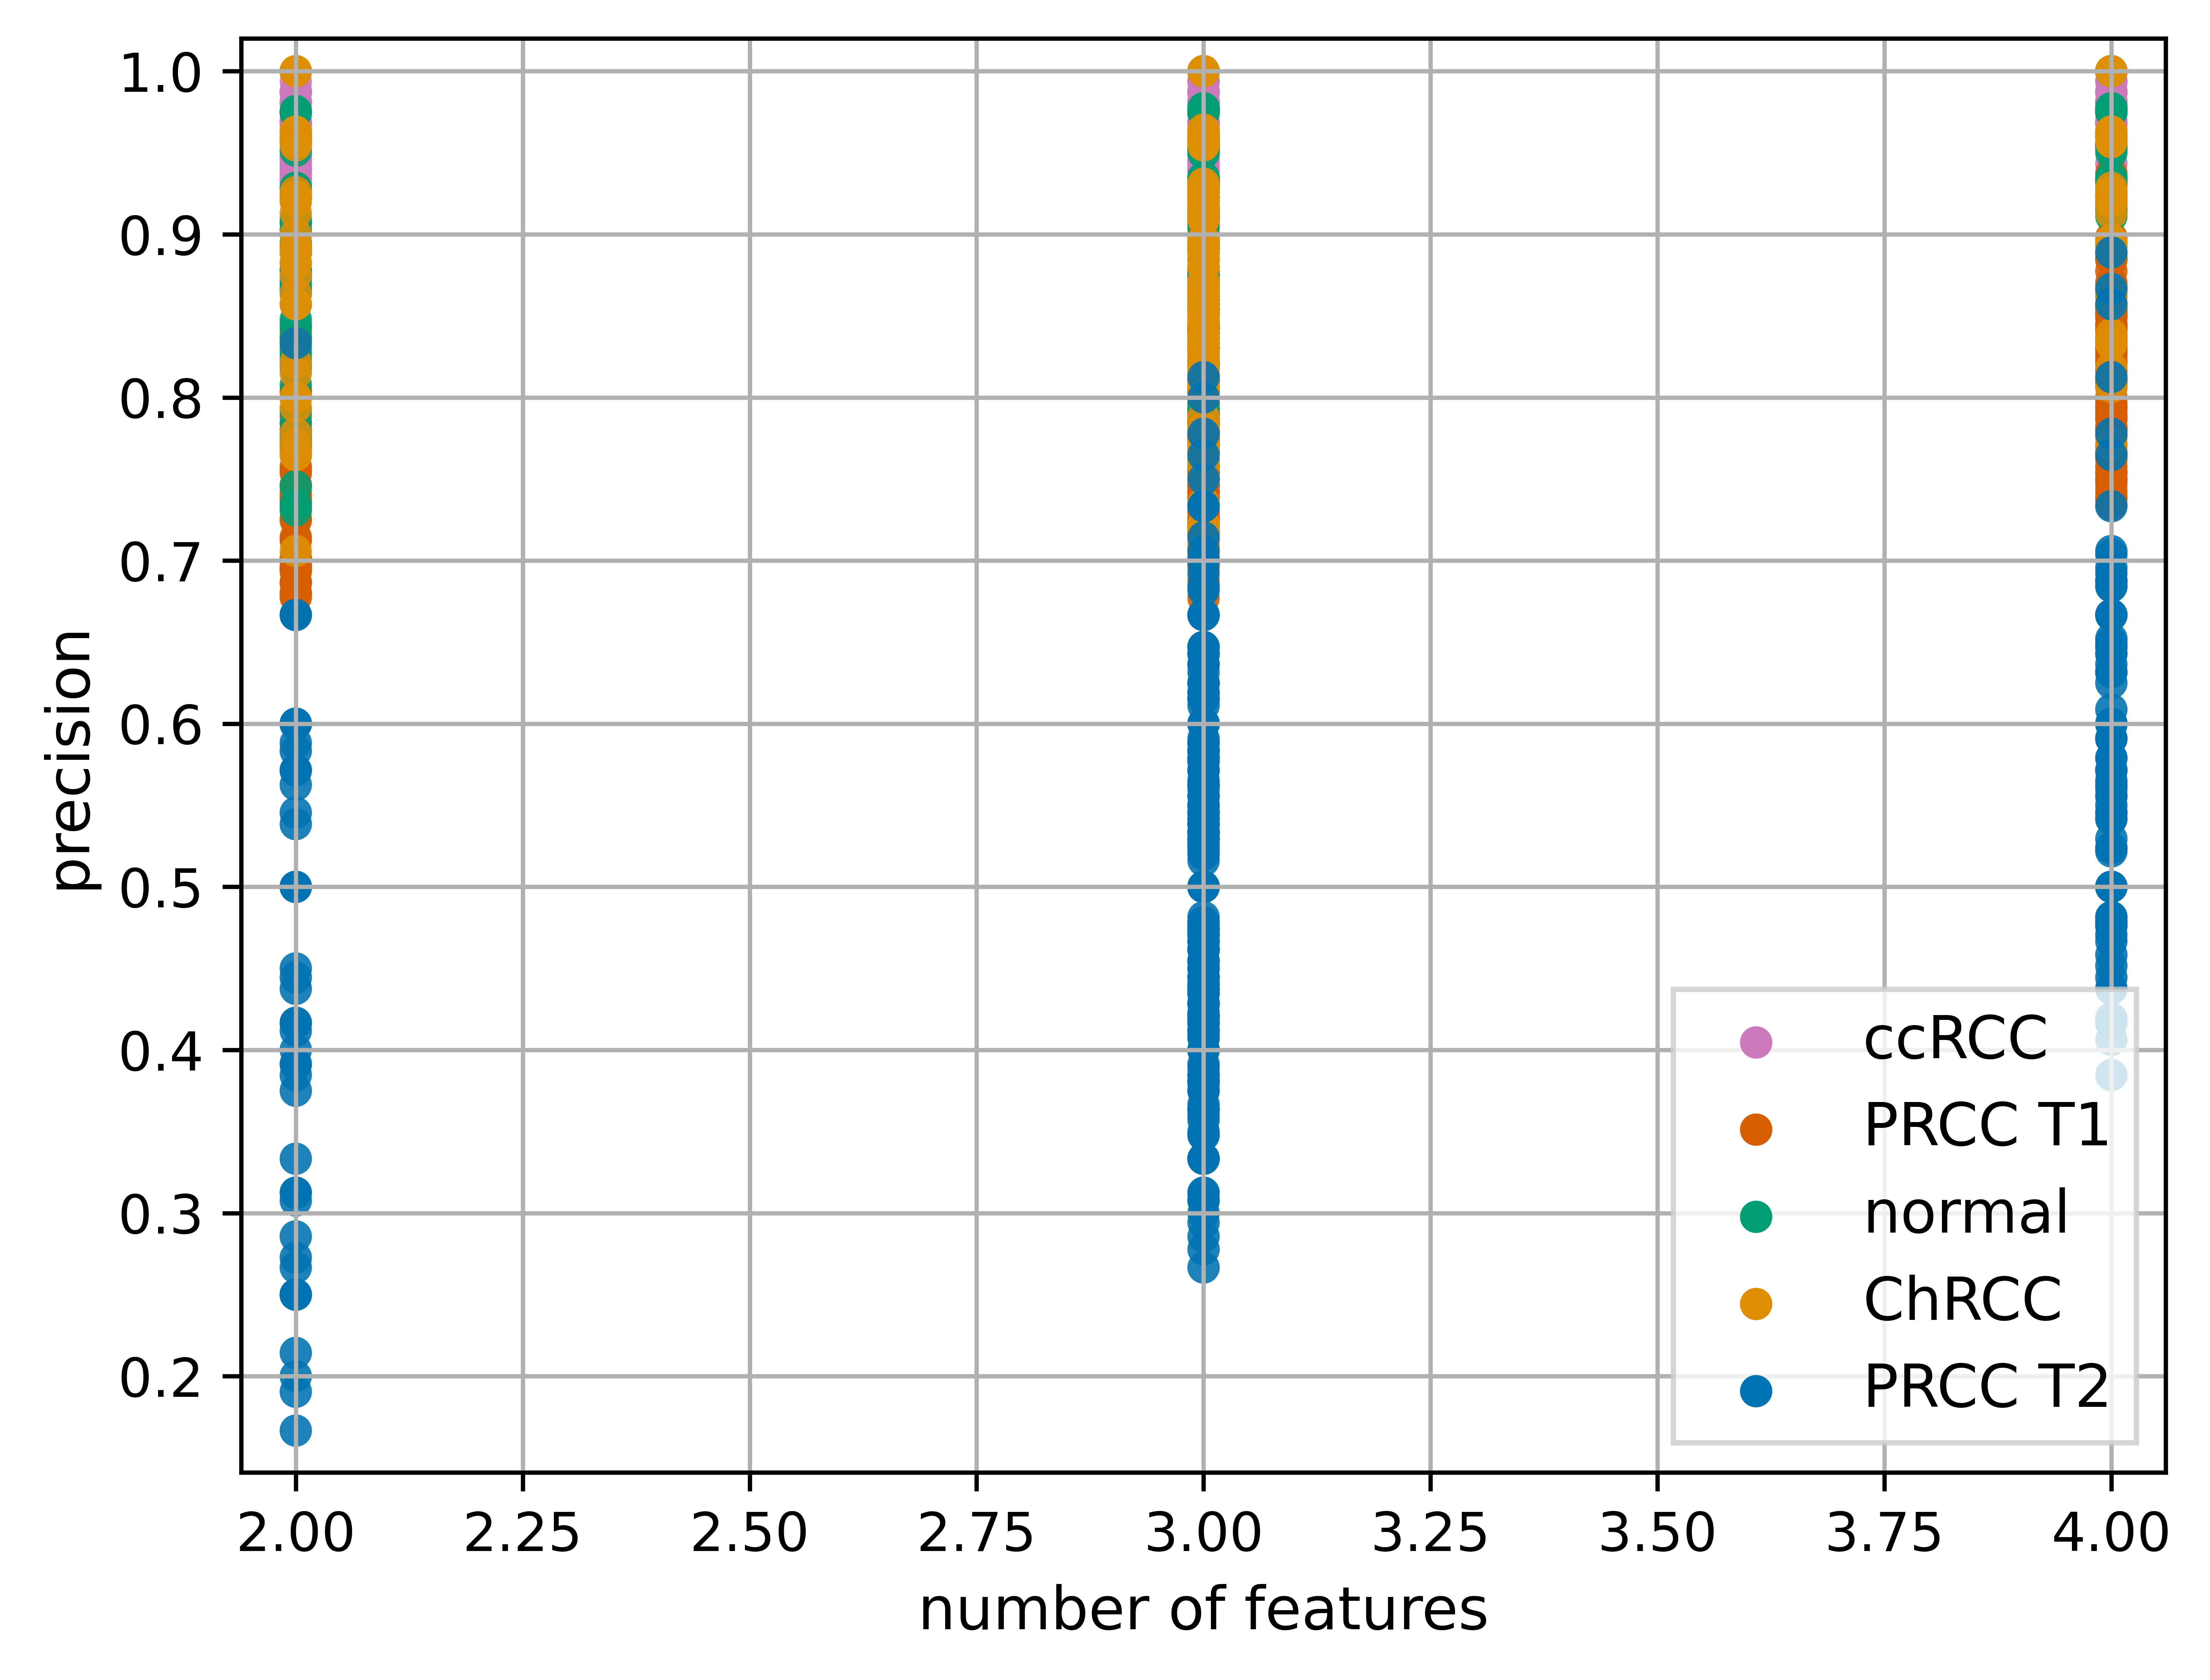 1.0
0.9
0.8
0.7
0.6
0.5
0.4
0.3
0.2
precision
ccRCC
PRCC T1
normal
ChRCC
PRCC T2
2.00 2.25 2.50 2.75 3.00 3.25 3.50 3.75 4.00
number of features